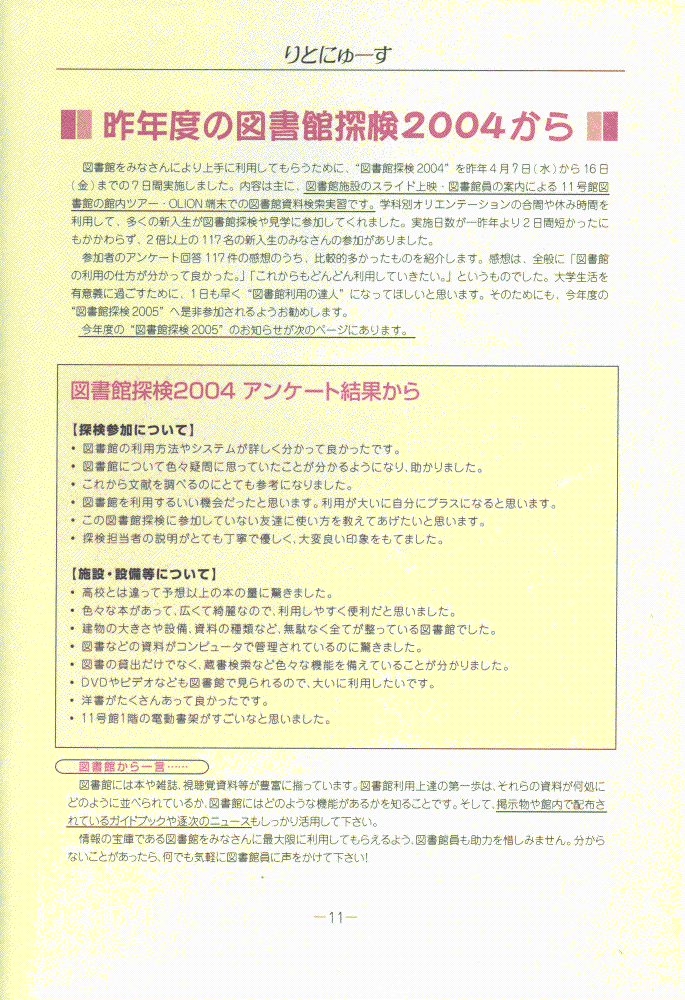 りとにゅーす
昨年度の図書館探検2004から
図書館をみなさんにより上手に利用してもらうために、“図書館探検2004”を昨年4月7日(水)から16日
(金)までの7日間実施しました。内容は主に、図書館施設のスライド上映・図書館員の案内による11号館図
書館の館内ツアー・OLION端末での図書館資料検索実習です。学科別オリエンテーションの合間や休み時間を
利用して、多くの新入生が図書館探検や見学に参加してくれました。実施日数が一昨年より2日間短かったに
もかかわらず、2倍以上の117名の新入生のみなさんの参加がありました。
参加者のアンケート回答117件の感想のうち、比較的多かったものを紹介します。感想は、全般に「図書館
の利用の仕方が分かって良かった。」「これからもどんどん利用していきたい。」というものでした。大学生活を
有意義に過ごすために、1日も早く“図書館利用の達人”になってほしいと思います。そのためにも、今年度の
“図書館探検2005”へ是非参加されるようお勧めします。
今年度の“図書館探検2005”のお知らせが次のページにあります。
図書館探検2004 アンケート結果から
【探検参加について】
• 図書館の利用方法やシステムが詳しく分かって良かったです。
• 図書館について色々疑問に思っていたことが分かるようになり、助かりました。
• これから文献を調べるのにとても参考になりました。
• 図書館を利用するいい機会だったと思います。利用が大いに自分にプラスになると思います。
• この図書館探検に参加していない友達に使い方を教えてあげたいと思います。
• 探検担当者の説明がとても丁寧で優しく、大変良い印象をもてました。
【施設・設備等について】
• 高校とは違って予想以上の本の量に驚きました。
• 色々な本があって、広くて綺麗なので、利用しやすく便利だと思いました。
• 建物の大きさや設備、資料の種類など、無駄なく全てが整っている図書館でした。
• 図書などの資料がコンピュータで管理されているのに驚きました。
• 図書の貸出だけでなく、蔵書検索など色々な機能を備えていることが分かりました。
• DVDやビデオなども図書館で見られるので、大いに利用したいです。
• 洋書がたくさんあって良かったです。
• 11号館1階の電動書架がすごいなと思いました。
図書館から一言……
図書館には本や雑誌、視聴覚資料等が豊富に揃っています。図書館利用上達の第一歩は、それらの資料が何処に
どのように並べられているか、図書館にはどのような機能があるかを知ることです。そして、掲示物や館内で配布さ
れているガイドブックや逐次のニュースもしっかり活用して下さい。
情報の宝庫である図書館をみなさんに最大限に利用してもらえるよう、図書館員も助力を惜しみません。分から
ないことがあったら、何でも気軽に図書館員に声をかけて下さい!
—11—